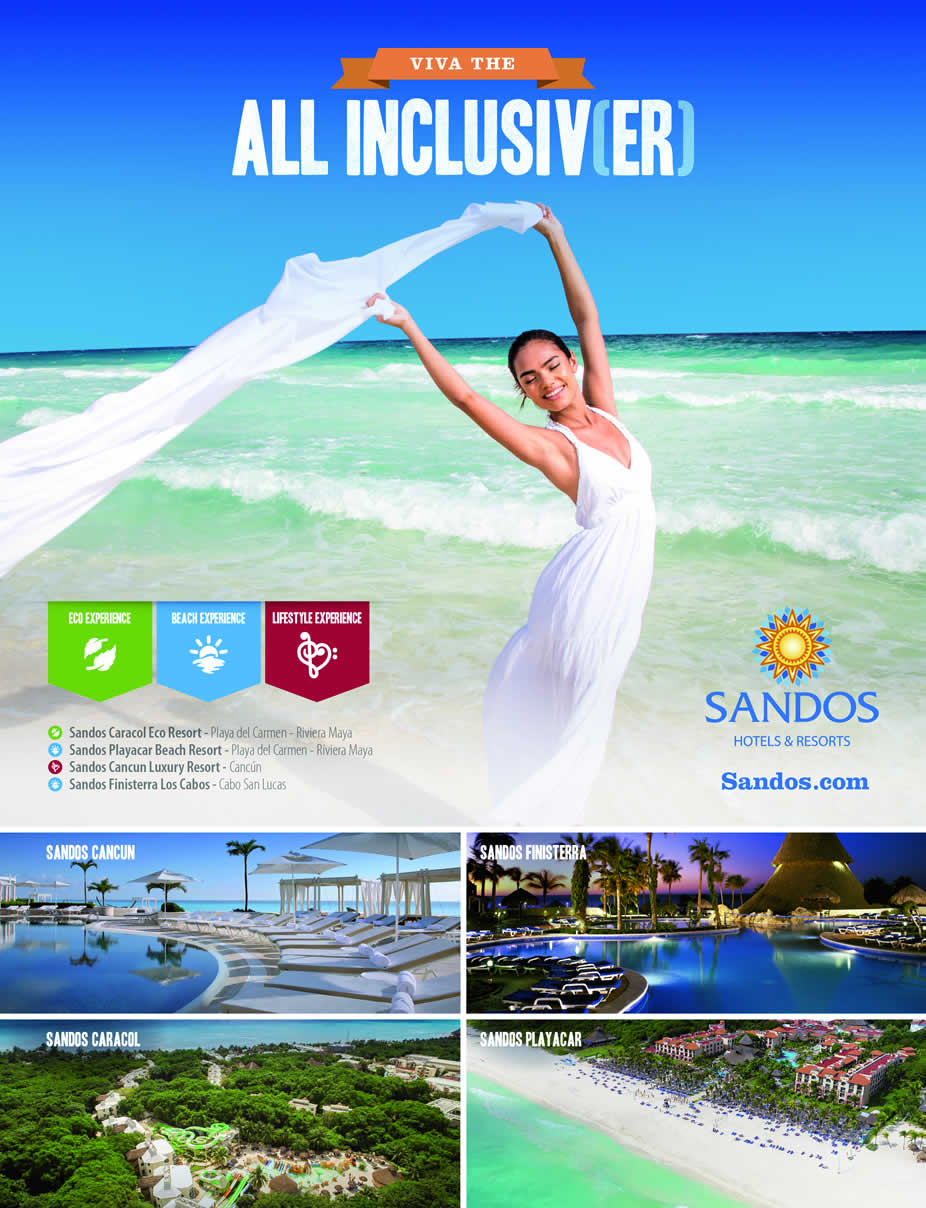 VIVA THE
ALL INCLUSIV(ER)
ECO EXPERIENCE
BEACH EXPERIENCE
LIFESTYLE EXPERIENCE
Sandos Caracol Eco Resort - Playa del Carmen - Riviera Maya
Sandos Playacar Beach Resort - Playa del Carmen - Riviera Maya
Sandos Cancun Luxury Resort - Cancún
Sandos Finisterra Los Cabos - Cabo San Lucas
SANDOS
HOTELS & RESORTS
Sandos.com
SANDOS CANCUN
SANDOS FINISTERRA
SANDOS CARACOL
SANDOS PLAYACAR